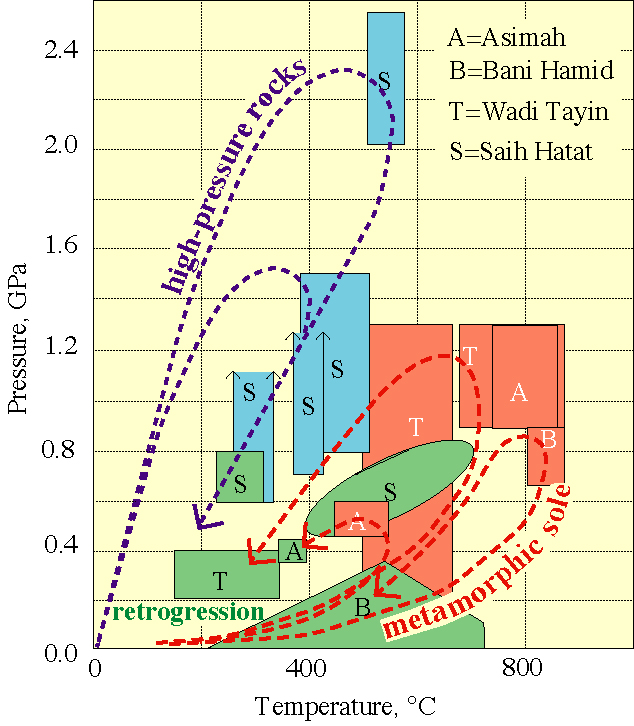 2.4
2.0
1.6
1.2
0.8
0.4
0.0
0
400
800
Pressure, GPa
Temperature, °C
A=Asimah
B=Bani Hamid
T=Wadi Tayin
S=Saih Hatat
high-pressure rocks
metamorphic sole
retrogression
S
S
S
S
S
S
T
T
A
B
A
A
T
B